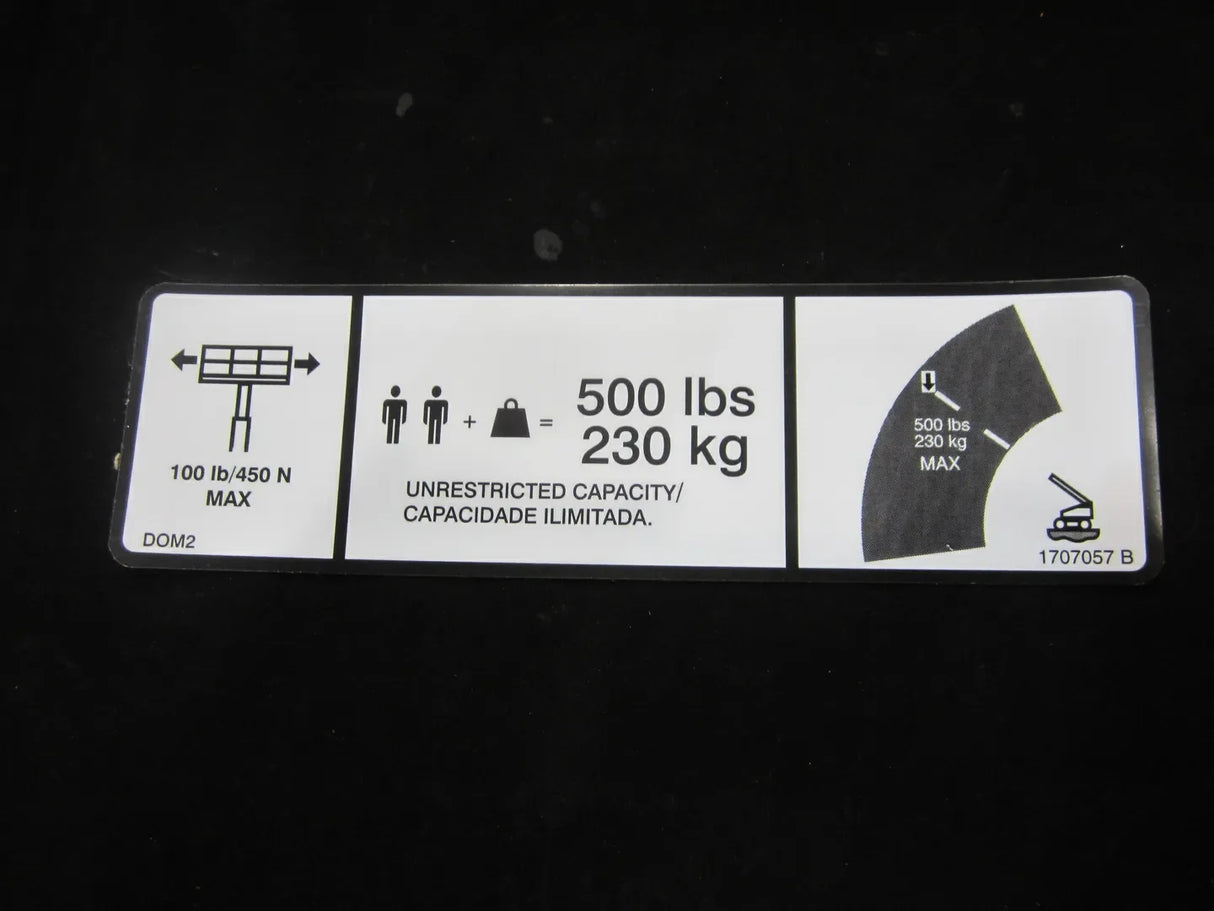 100 lb/450 N
MAX
DOM2
+ =
500 lbs
230 kg
UNRESTRICTED CAPACITY/
CAPACIDADE ILIMITADA.
500 lbs
230 kg
MAX
1707057 B